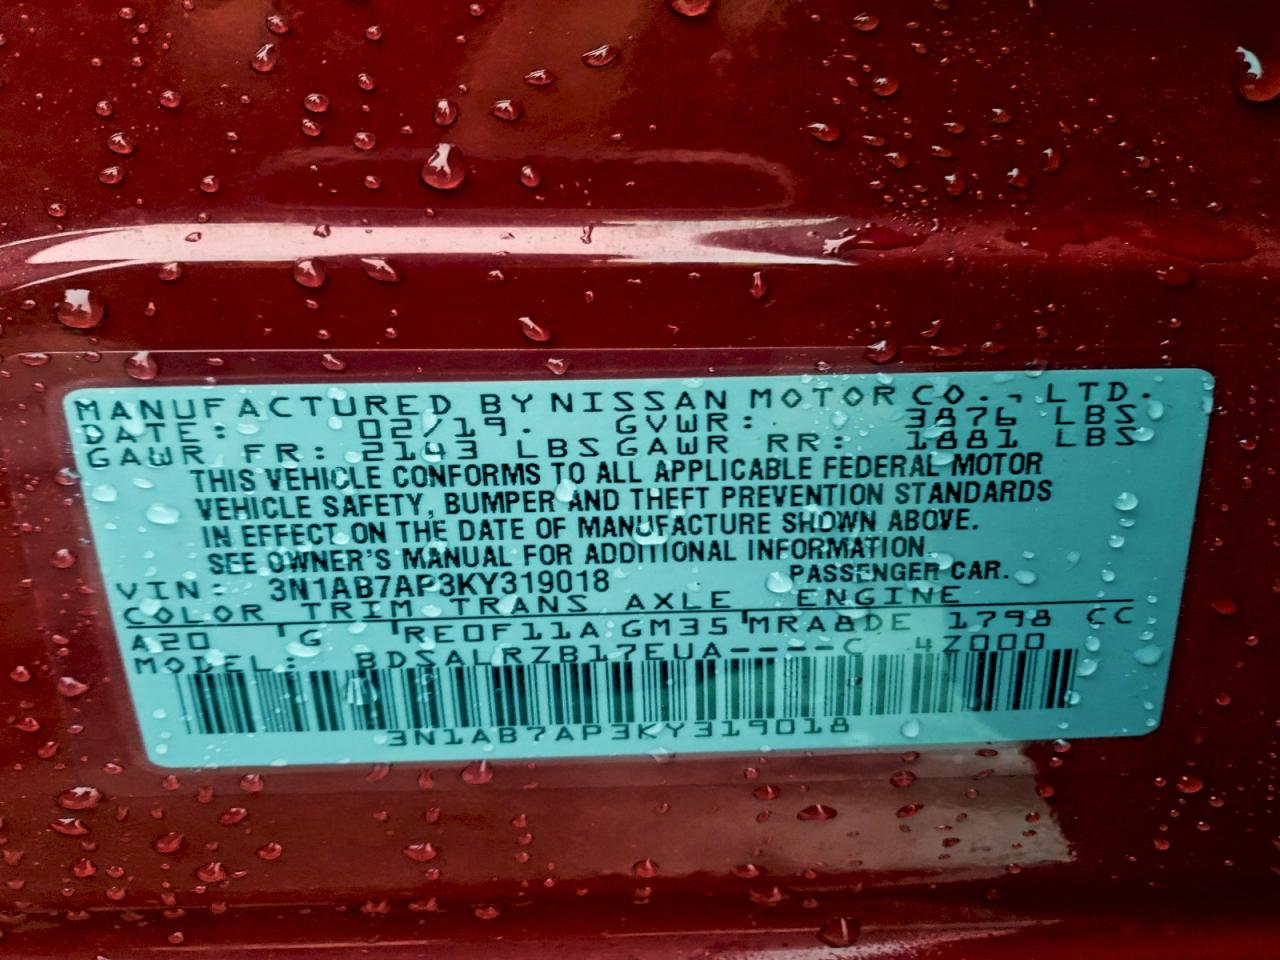 MANUFACTURED BY NISSAN MOTOR CO., LTD.
DATE: 02/19. GVWR: 3876 LBS
GAWR FR: 2143 LBS GAWR RR: 1881 LBS
THIS VEHICLE CONFORMS TO ALL APPLICABLE FEDERAL MOTOR
VEHICLE SAFETY, BUMPER AND THEFT PREVENTION STANDARDS
IN EFFECT ON THE DATE OF MANUFACTURE SHOWN ABOVE.
SEE OWNER'S MANUAL FOR ADDITIONAL INFORMATION.
VIN: 3N1AB7AP3KY319018 PASSENGER CAR.
COLOR TRIM TRANS AXLE ENGINE
A20 G RE0F11A GM35 MRA8DE 1798 CC
MODEL: BDSALRZB17EUA----C 4Z000
3N1AB7AP3KY319018